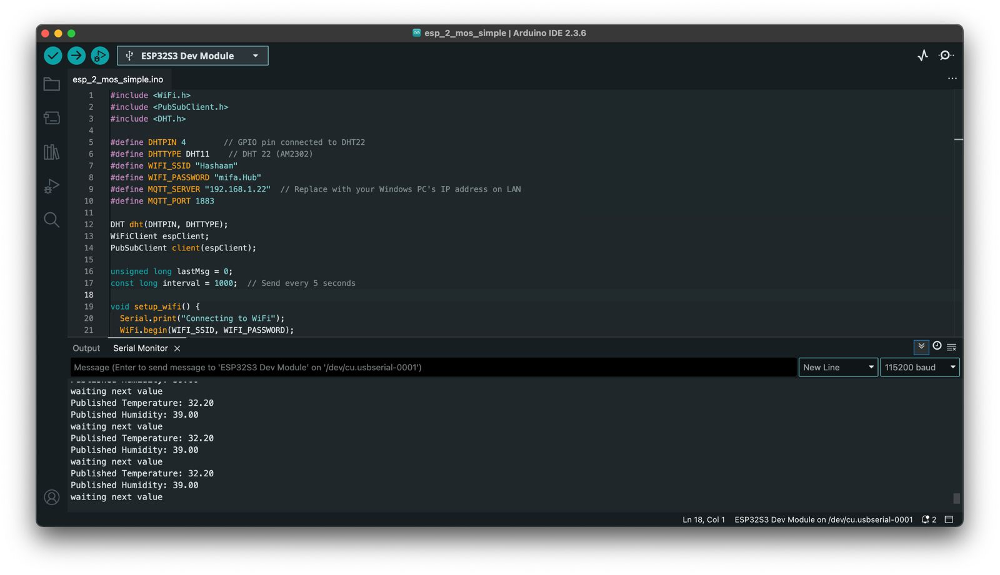 esp_2_mos_simple | Arduino IDE 2.3.6
ESP32S3 Dev Module
esp_2_mos_simple.ino
1 #include <WiFi.h>
2 #include <PubSubClient.h>
3 #include <DHT.h>
4
5 #define DHTPIN 4        // GPIO pin connected to DHT22
6 #define DHTTYPE DHT11    // DHT 22 (AM2302)
7 #define WIFI_SSID "Hashaam"
8 #define WIFI_PASSWORD "mifa.Hub"
9 #define MQTT_SERVER "192.168.1.22"  // Replace with your Windows PC's IP address on LAN
10 #define MQTT_PORT 1883
11
12 DHT dht(DHTPIN, DHTTYPE);
13 WiFiClient espClient;
14 PubSubClient client(espClient);
15
16 unsigned long lastMsg = 0;
17 const long interval = 1000;  // Send every 5 seconds
18
19 void setup_wifi() {
20   Serial.print("Connecting to WiFi");
21   WiFi.begin(WIFI_SSID, WIFI_PASSWORD);
Output Serial Monitor
Message (Enter to send message to 'ESP32S3 Dev Module' on '/dev/cu.usbserial-0001') New Line 115200 baud
Published Humidity: 39.00
waiting next value
Published Temperature: 32.20
Published Humidity: 39.00
waiting next value
Published Temperature: 32.20
Published Humidity: 39.00
waiting next value
Published Temperature: 32.20
Published Humidity: 39.00
waiting next value
Ln 18, Col 1 ESP32S3 Dev Module on /dev/cu.usbserial-0001 2